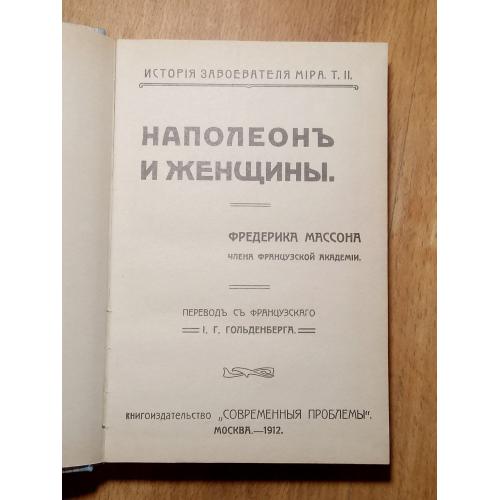 ИСТОРІЯ ЗАВОЕВАТЕЛЯ МІРА. Т. II.
НАПОЛЕОНЪ
И ЖЕНЩИНЫ.
ФРЕДЕРИКА МАССОНА
ЧЛЕНА ФРАНЦУЗСКОЙ АКАДЕМІИ.
ПЕРЕВОДЪ СЪ ФРАНЦУЗСКАГО
І. Г. ГОЛЬДЕНБЕРГА.
КНИГОИЗДАТЕЛЬСТВО „СОВРЕМЕННЫЯ ПРОБЛЕМЫ“.
МОСКВА.—1912.